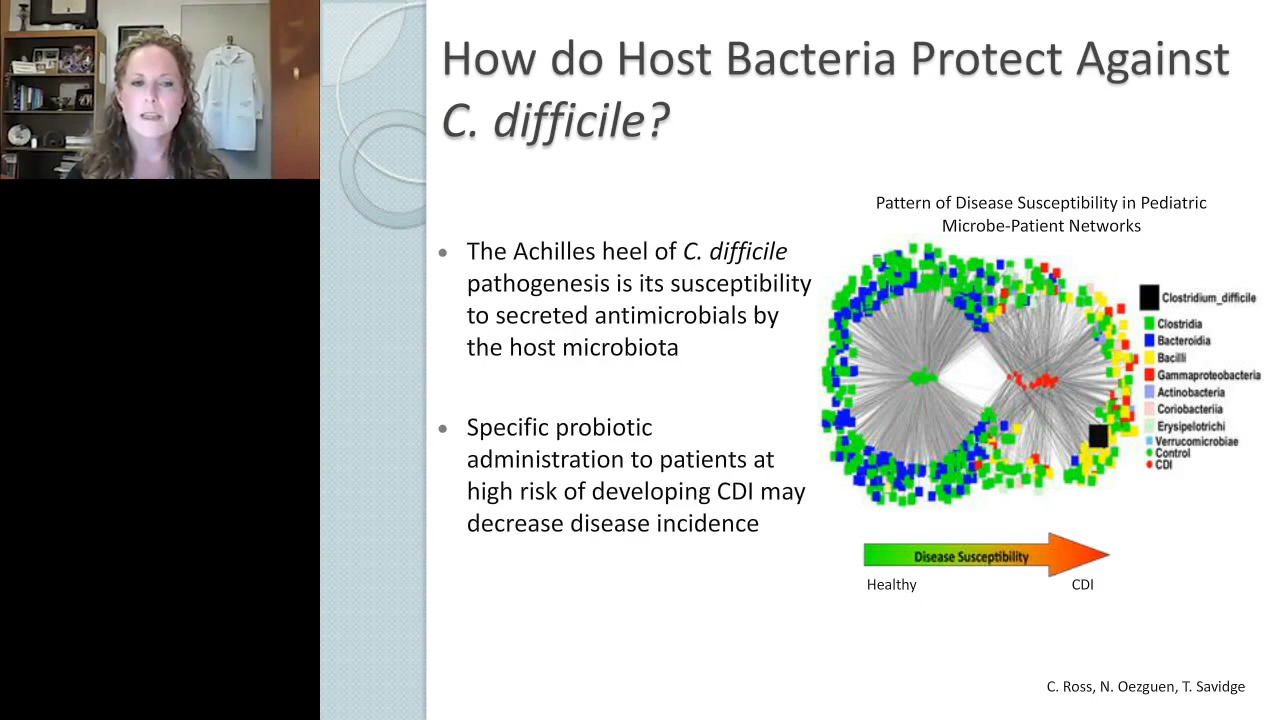 How do Host Bacteria Protect Against
C. difficile?
The Achilles heel of C. difficile
pathogenesis is its susceptibility
to secreted antimicrobials by
the host microbiota
Specific probiotic
administration to patients at
high risk of developing CDI may
decrease disease incidence
Pattern of Disease Susceptibility in Pediatric
Microbe-Patient Networks
Clostridium_difficile
Clostridia
Bacteroidia
Bacilli
Gammaproteobacteria
Actinobacteria
Coriobacteriia
Erysipelotrichi
Verrucomicrobiae
Control
CDI
Disease Susceptibility
Healthy
CDI
C. Ross, N. Oezguen, T. Savidge